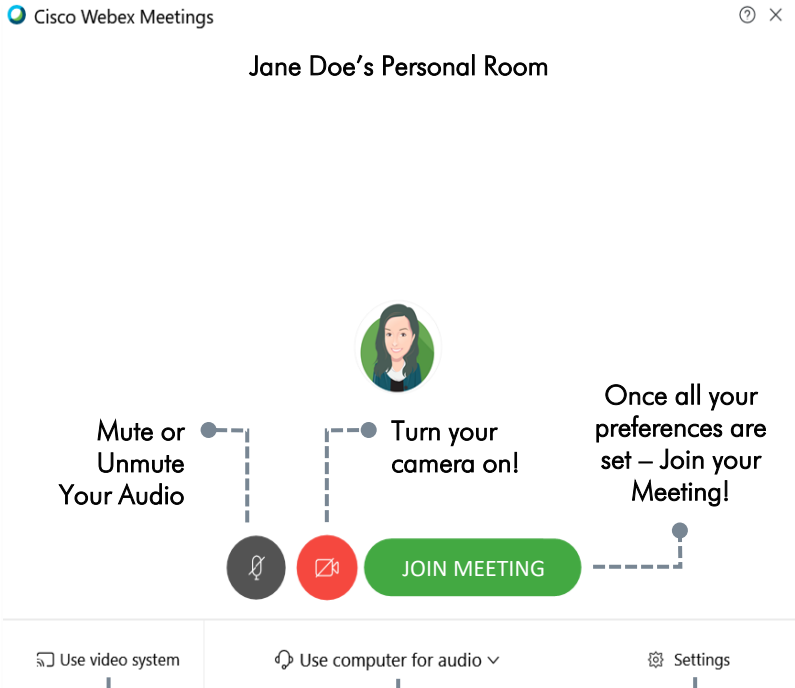 Cisco Webex Meetings
Jane Doe's Personal Room
Mute or
Unmute
Your Audio
Turn your
camera on!
Once all your
preferences are
set – Join your
Meeting!
JOIN MEETING
Use video system
Use computer for audio
Settings